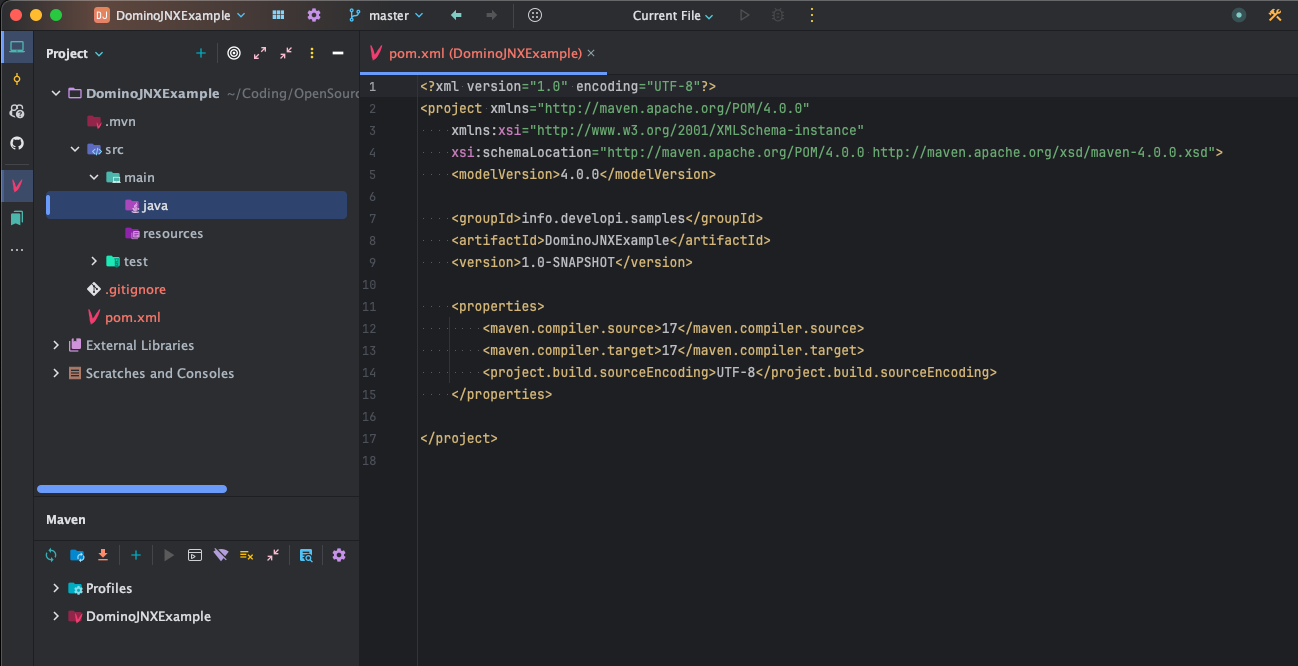 DJ DominoJNXExample master Current File
Project
DominoJNXExample ~/Coding/OpenSourc
.mvn
src
main
java
resources
test
.gitignore
pom.xml
External Libraries
Scratches and Consoles
Maven
Profiles
DominoJNXExample
pom.xml (DominoJNXExample)
1 <?xml version="1.0" encoding="UTF-8"?>
2 <project xmlns="http://maven.apache.org/POM/4.0.0"
3 xmlns:xsi="http://www.w3.org/2001/XMLSchema-instance"
4 xsi:schemaLocation="http://maven.apache.org/POM/4.0.0 http://maven.apache.org/xsd/maven-4.0.0.xsd">
5 <modelVersion>4.0.0</modelVersion>
6
7 <groupId>info.developi.samples</groupId>
8 <artifactId>DominoJNXExample</artifactId>
9 <version>1.0-SNAPSHOT</version>
10
11 <properties>
12 <maven.compiler.source>17</maven.compiler.source>
13 <maven.compiler.target>17</maven.compiler.target>
14 <project.build.sourceEncoding>UTF-8</project.build.sourceEncoding>
15 </properties>
16
17 </project>
18